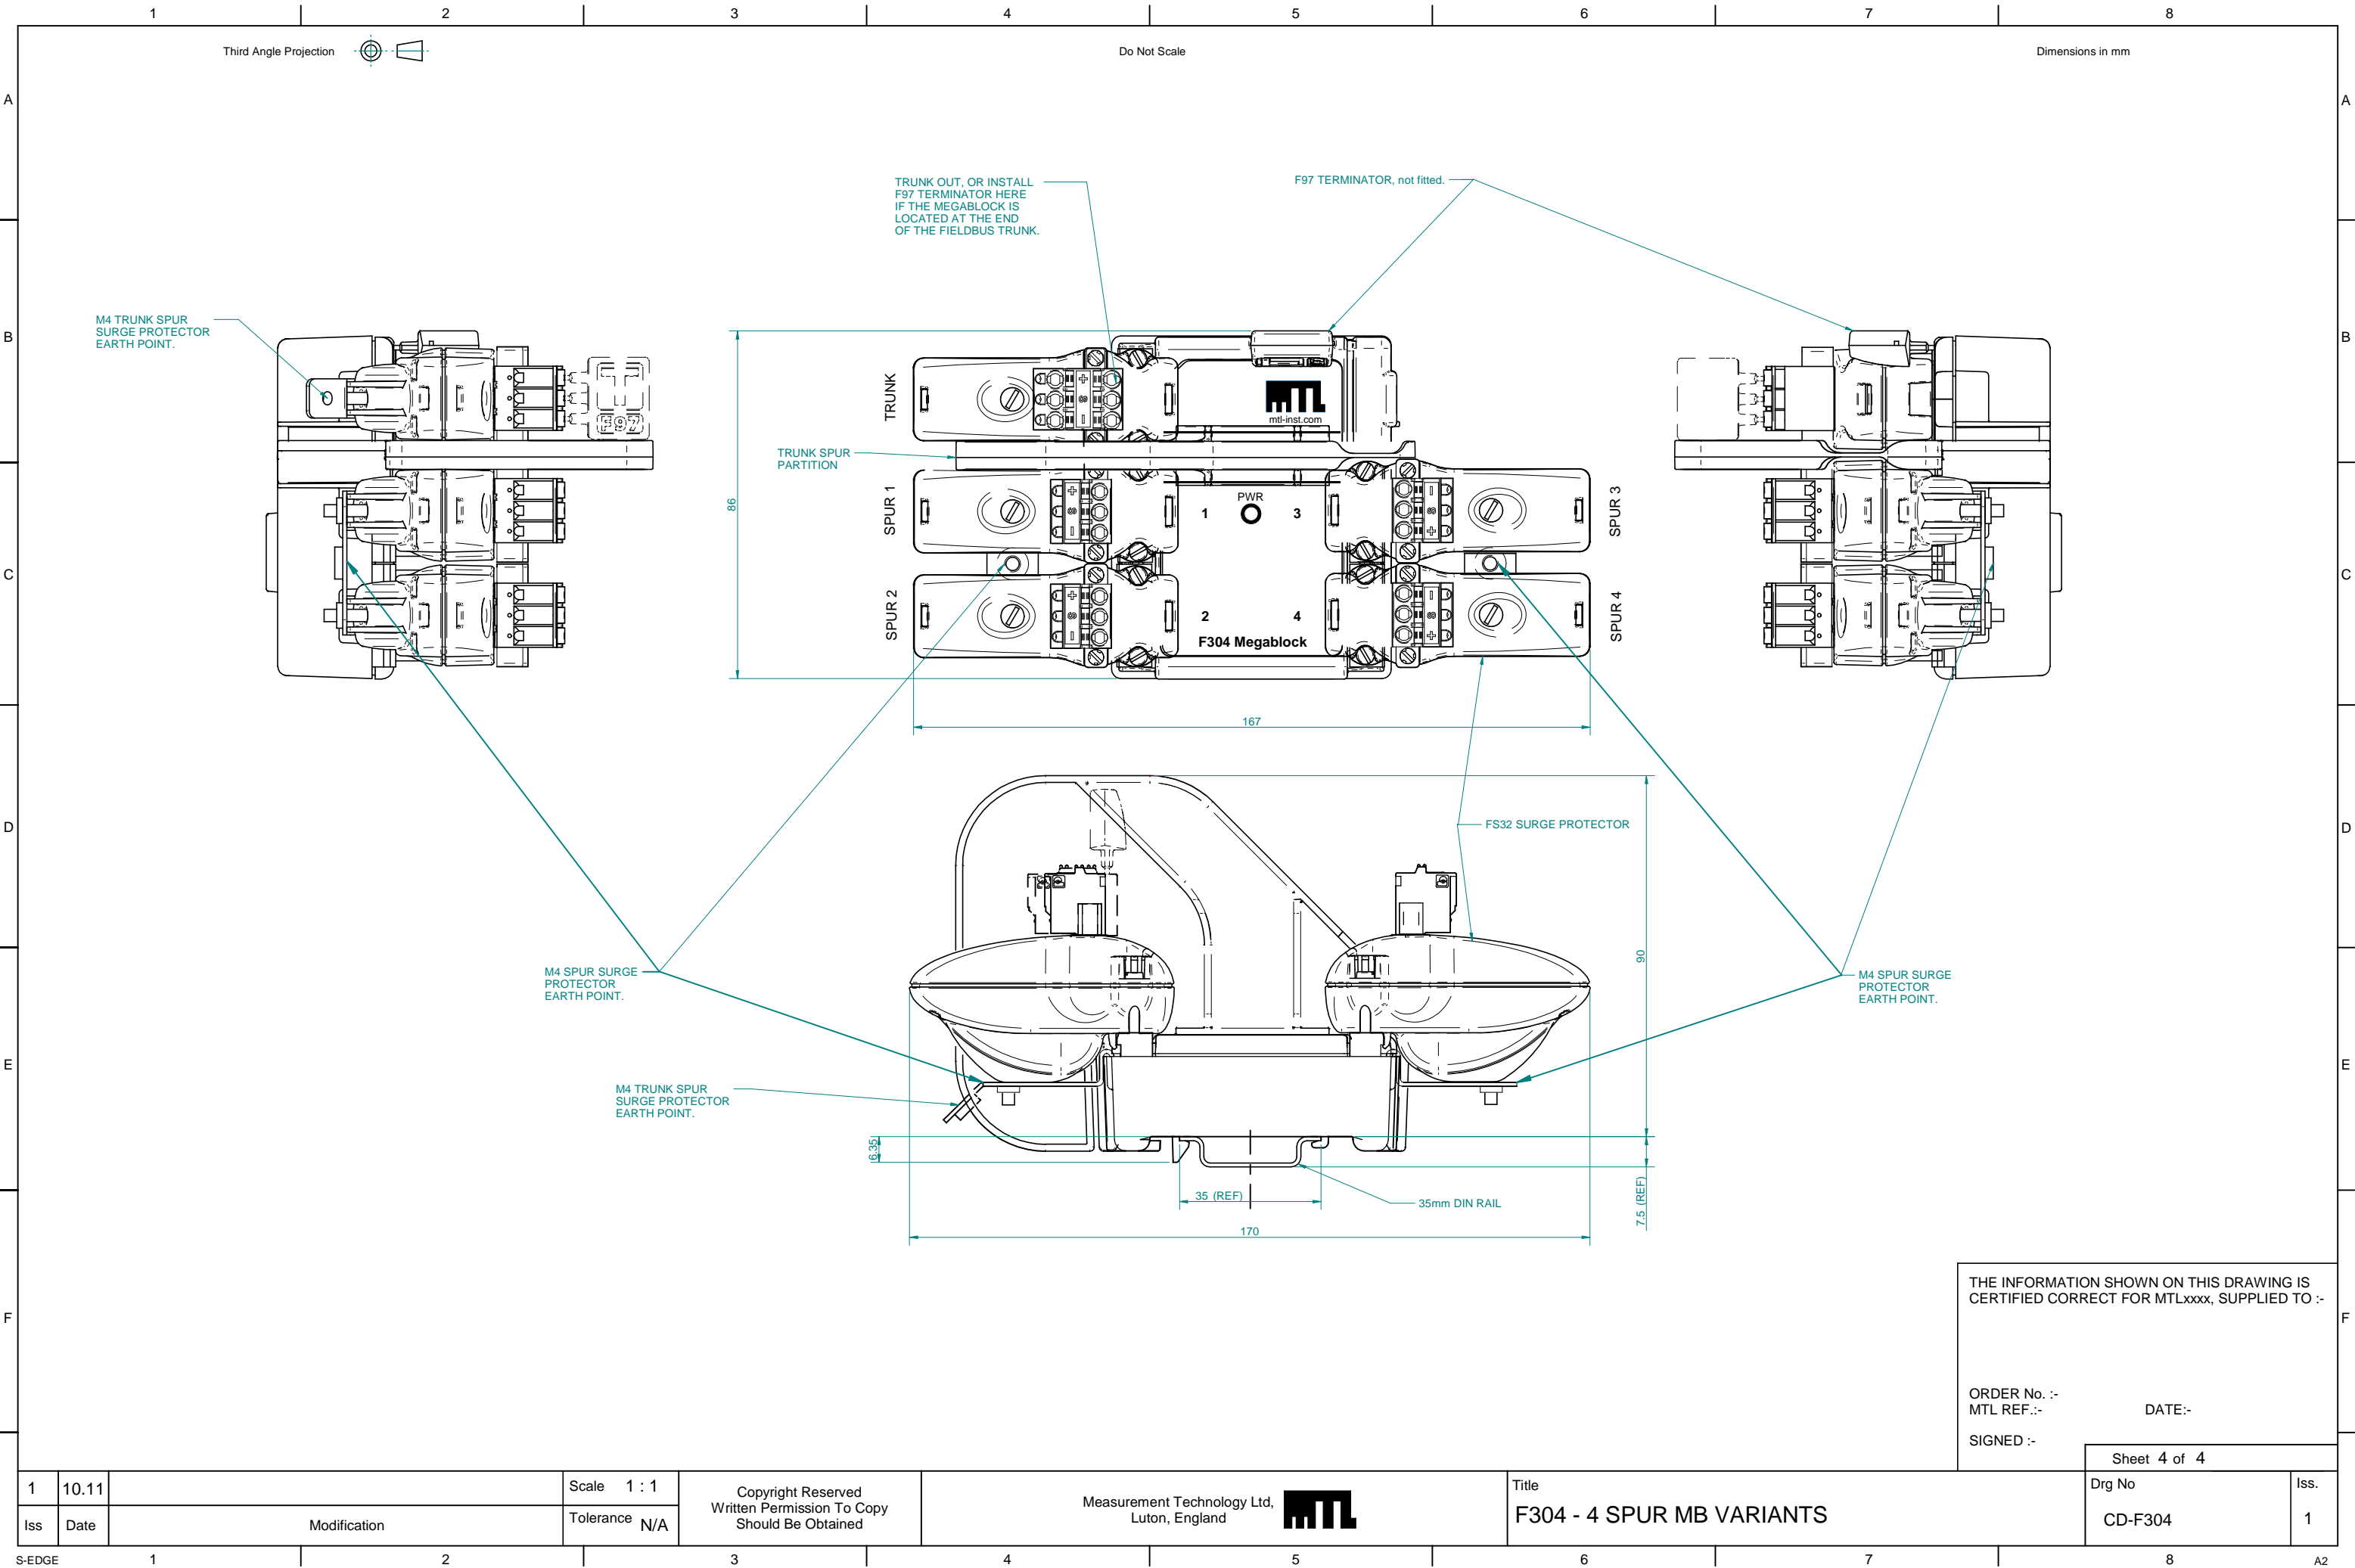 1 2 3 4 5 6 7 8
Third Angle Projection
Do Not Scale
Dimensions in mm
A
A
TRUNK OUT, OR INSTALL
F97 TERMINATOR HERE
IF THE MEGABLOCK IS
LOCATED AT THE END
OF THE FIELDBUS TRUNK.
F97 TERMINATOR, not fitted.
M4 TRUNK SPUR
SURGE PROTECTOR
EARTH POINT.
B
B
F97
TRUNK
MTL
mtl-inst.com
TRUNK SPUR
PARTITION
86
SPUR 1
+
S
−
PWR
1 3
SPUR 3
C
C
SPUR 2
2 4
F304 Megablock
SPUR 4
167
D
D
FS32 SURGE PROTECTOR
90
M4 SPUR SURGE
PROTECTOR
EARTH POINT.
M4 SPUR SURGE
PROTECTOR
EARTH POINT.
E
E
M4 TRUNK SPUR
SURGE PROTECTOR
EARTH POINT.
6.35
35 (REF)
35mm DIN RAIL
7.5 (REF)
170
THE INFORMATION SHOWN ON THIS DRAWING IS
CERTIFIED CORRECT FOR MTLxxxx, SUPPLIED TO :-
F
F
ORDER No. :-
MTL REF.:- DATE:-
SIGNED :-
Sheet 4 of 4
1 10.11
Iss Date Modification
Scale 1 : 1
Tolerance N/A
Copyright Reserved
Written Permission To Copy
Should Be Obtained
Measurement Technology Ltd,
Luton, England
MTL
Title
F304 - 4 SPUR MB VARIANTS
Drg No
CD-F304
Iss.
1
S-EDGE 1 2 3 4 5 6 7 8 A2